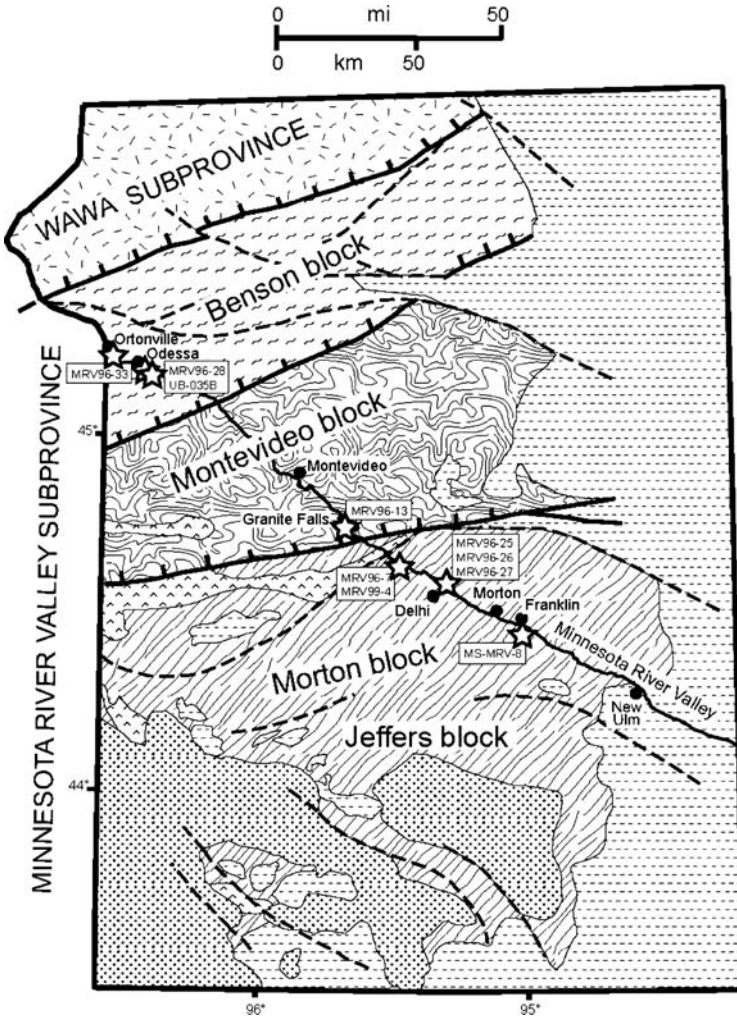 0 mi 50
0 km 50
WAWA SUBPROVINCE
Benson block
Ortonville
Odessa
MRV96-33
MRV96-28
UB-035B
45°
Montevideo block
Montevideo
MRV96-13
Granite Falls
MRV96-25
MRV96-26
MRV96-27
MRV96-7
MRV99-4
Delhi
Morton
Franklin
MS-MRV-8
Minnesota River Valley
Morton block
New
Ulm
Jeffers block
44°
MINNESOTA RIVER VALLEY SUBPROVINCE
96°
95°